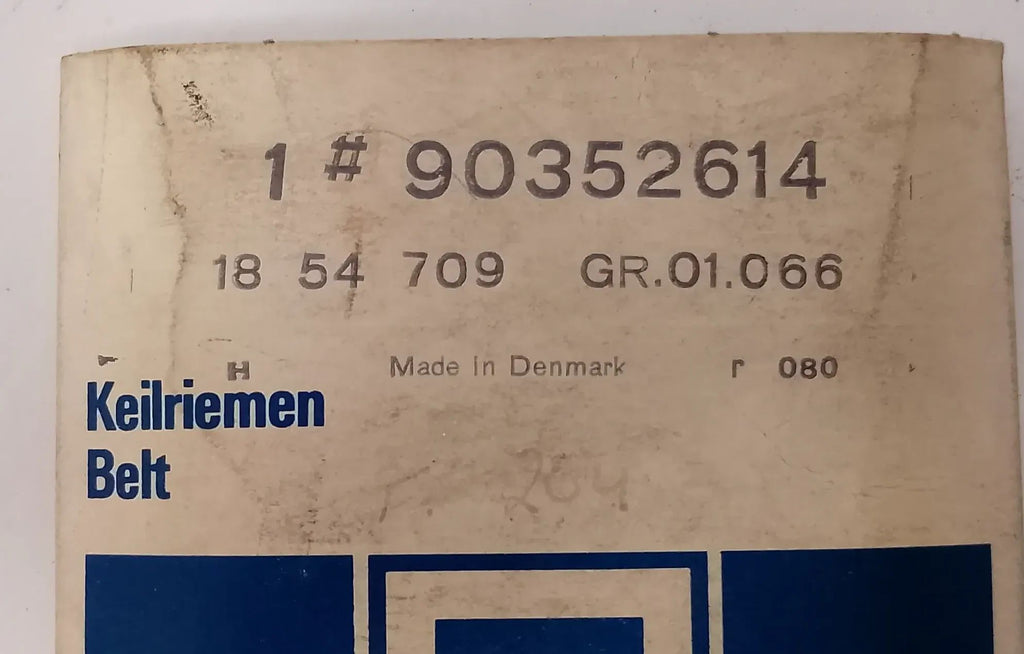 1 # 90352614
18 54 709 GR.01.066
H Made in Denmark r 080
Keilriemen
Belt